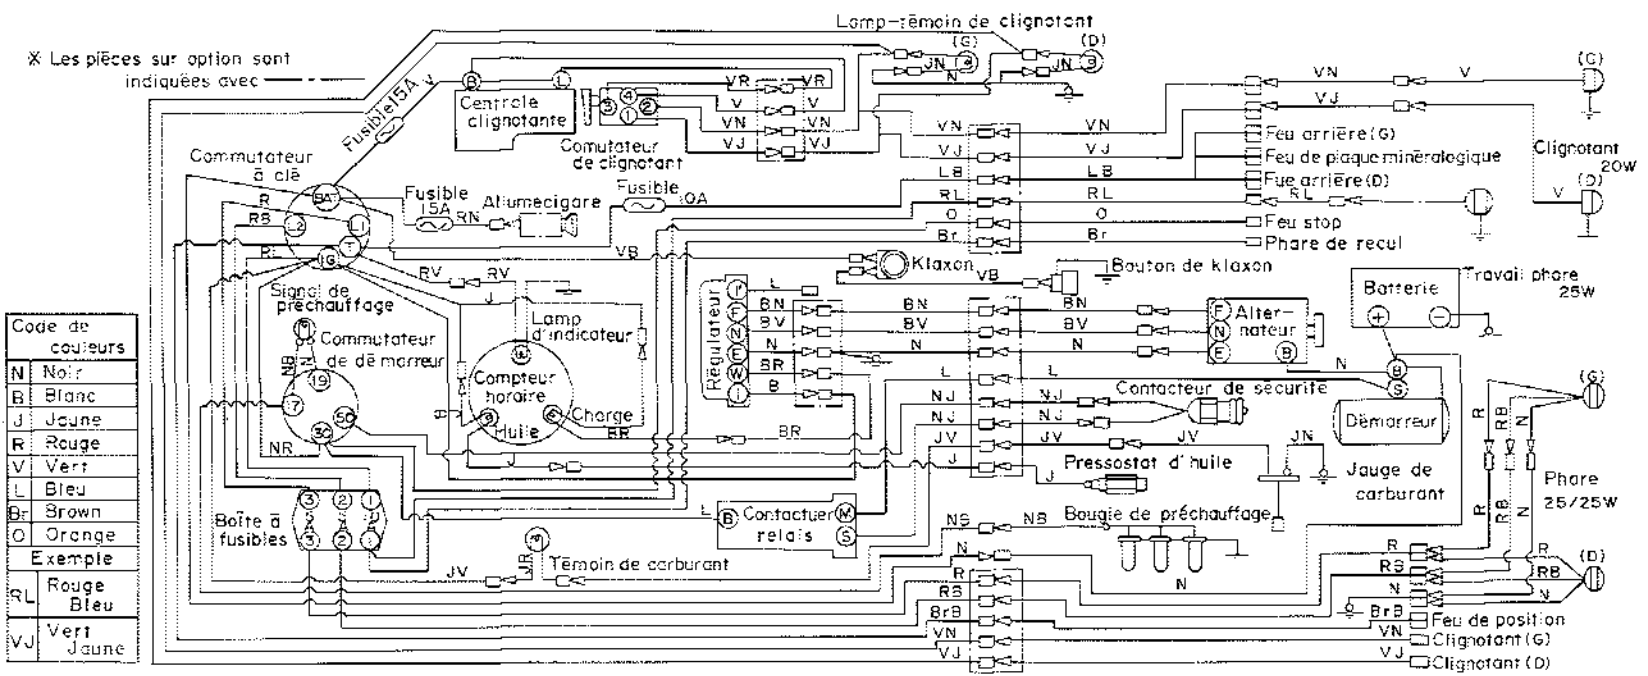 Lamp-témoin de clignotant
(G)
(D)
※ Les pièces sur option sont
indiquées avec
Fusible 15A
V
B
L
Centrale
clignotante
VR
V
VN
VJ
4
3
2
1
Comutateur
de clignotant
VR
V
VN
VJ
JN
N
JN
VN
VJ
LB
RL
O
Br
VN
VJ
LB
RL
O
Br
VN
V
(G)
VJ
Feu arrière (G)
Feu de plaque minéralogique
Fue arrière (D)
RL
Feu stop
Phare de recul
Clignotant
20W
(D)
V
Travail phare
25W
Commutateur
à clé
BA
L2
L1
T
IG
R
RB
RL
Fusible
15A
RN
Allumecigare
Fusible
10A
VB
Klaxon
VB
Bouton de klaxon
RV
RV
J
Signal de
préchauffage
NB
N
Commutateur
de démarreur
19
17
50
30
NR
Lamp
d'indicateur
Compteur
horaire
Huile
Charge
B
BR
J
BR
Régulateur
L
F
N
E
W
I
L
BN
BV
N
BR
B
BN
BV
N
L
NJ
NJ
JV
J
BN
BV
N
L
NJ
NJ
JV
J
JV
F
N
E
B
Alter-
nateur
Contacteur de sécurité
Pressostat d'huile
Batterie
+
−
N
B
S
Démarreur
JN
Jauge de
carburant
R
RB
N
(G)
Phare
25/25W
R
RB
N
Boîte à
fusibles
3
2
1
3
2
1
L
B
Contactuer
relais
M
S
NB
NB
Bougie de préchauffage
JV
JR
Témoin de carburant
N
R
RB
BrB
VN
VJ
N
R
RB
N
BrB
VN
VJ
R
RB
N
(D)
Feu de position
Clignotant (G)
Clignotant (D)
Code de
couleurs
N Noir
B Blanc
J Jaune
R Rouge
V Vert
L Bleu
Br Brown
O Orange
Exemple
RL Rouge
Bleu
VJ Vert
Jaune